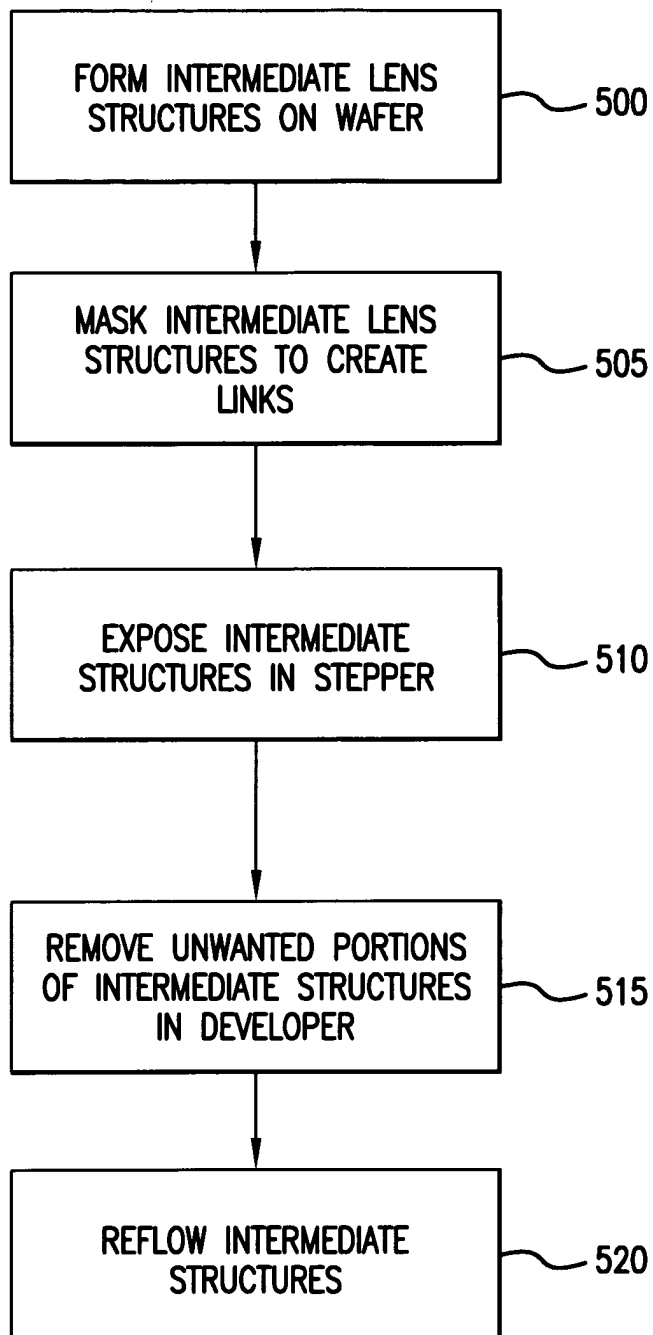 FORM INTERMEDIATE LENS
STRUCTURES ON WAFER
500
MASK INTERMEDIATE LENS
STRUCTURES TO CREATE
LINKS
505
EXPOSE INTERMEDIATE
STRUCTURES IN STEPPER
510
REMOVE UNWANTED PORTIONS
OF INTERMEDIATE STRUCTURES
IN DEVELOPER
515
REFLOW INTERMEDIATE
STRUCTURES
520